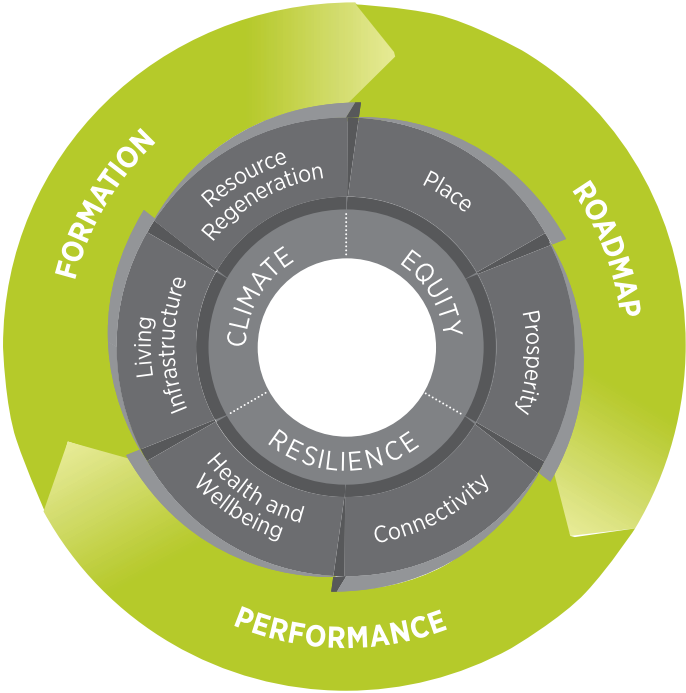 FORMATION
ROADMAP
PERFORMANCE
Resource
Regeneration
Place
Prosperity
Connectivity
Health and
Wellbeing
Living
Infrastructure
CLIMATE
EQUITY
RESILIENCE